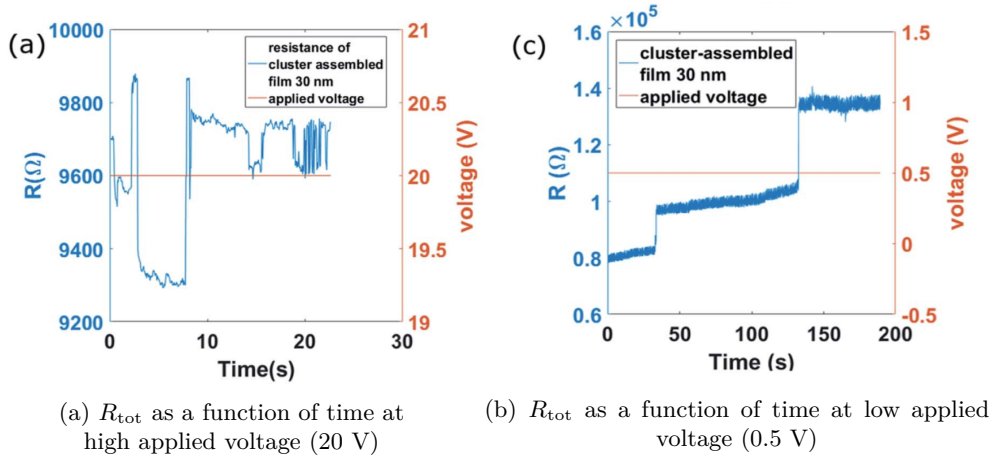 (a)
10000
9800
9600
9400
9200
R(Ω)
21
20.5
20
19.5
19
voltage (V)
resistance of
cluster assembled
film 30 nm
applied voltage
0
10
20
30
Time(s)
(c)
×10⁵
1.6
1.4
1.2
1
0.8
0.6
R (Ω)
1.5
1
0.5
0
-0.5
voltage (V)
cluster-assembled
film 30 nm
applied voltage
0
50
100
150
200
Time (s)
(a) R_tot as a function of time at
high applied voltage (20 V)
(b) R_tot as a function of time at low applied
voltage (0.5 V)